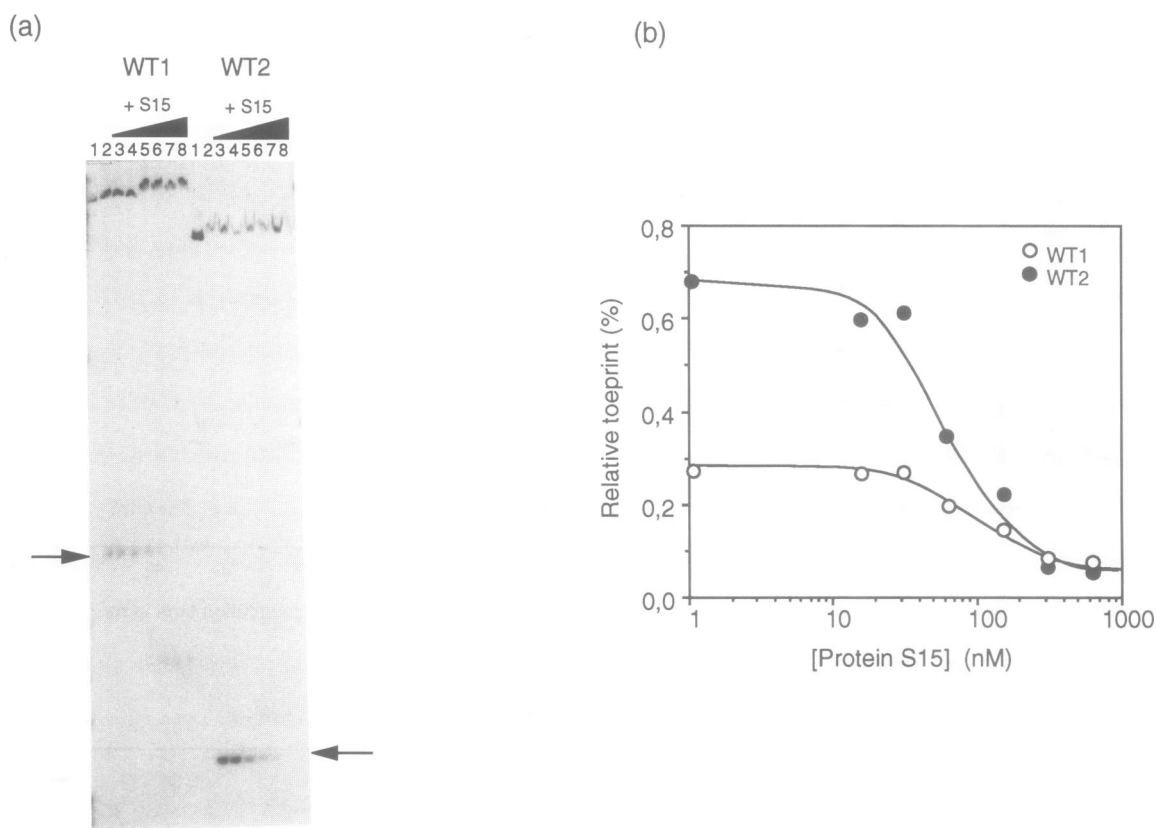 (a)
WT1 WT2
+ S15 + S15
1 2 3 4 5 6 7 8 1 2 3 4 5 6 7 8
(b)
0,8
0,6
0,4
0,2
0,0
Relative toeprint (%)
WT1
WT2
1 10 100 1000
[Protein S15] (nM)